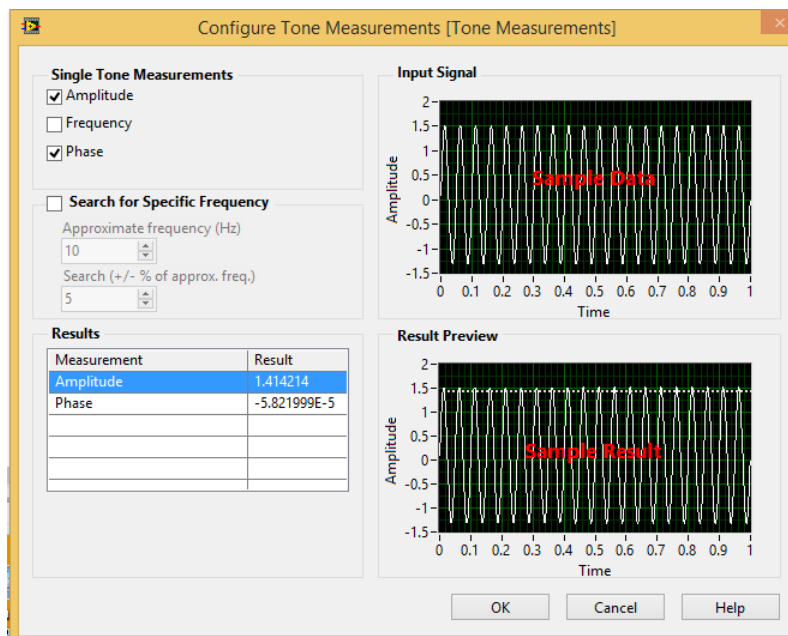 Configure Tone Measurements [Tone Measurements]
Single Tone Measurements
Amplitude
Frequency
Phase
Search for Specific Frequency
Approximate frequency (Hz)
10
Search (+/- % of approx. freq.)
5
Results
Measurement Result
Amplitude 1.414214
Phase -5.821999E-5
Input Signal
2
1.5
1
0.5
0
-0.5
-1
-1.5
Amplitude
Sample Data
0 0.1 0.2 0.3 0.4 0.5 0.6 0.7 0.8 0.9 1
Time
Result Preview
2
1.5
1
0.5
0
-0.5
-1
-1.5
Amplitude
Sample Result
0 0.1 0.2 0.3 0.4 0.5 0.6 0.7 0.8 0.9 1
Time
OK Cancel Help